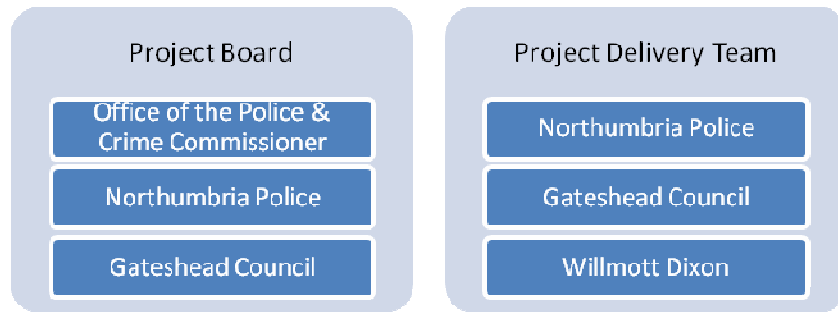 Project Board
Office of the Police &
Crime Commissioner
Northumbria Police
Gateshead Council
Project Delivery Team
Northumbria Police
Gateshead Council
Willmott Dixon